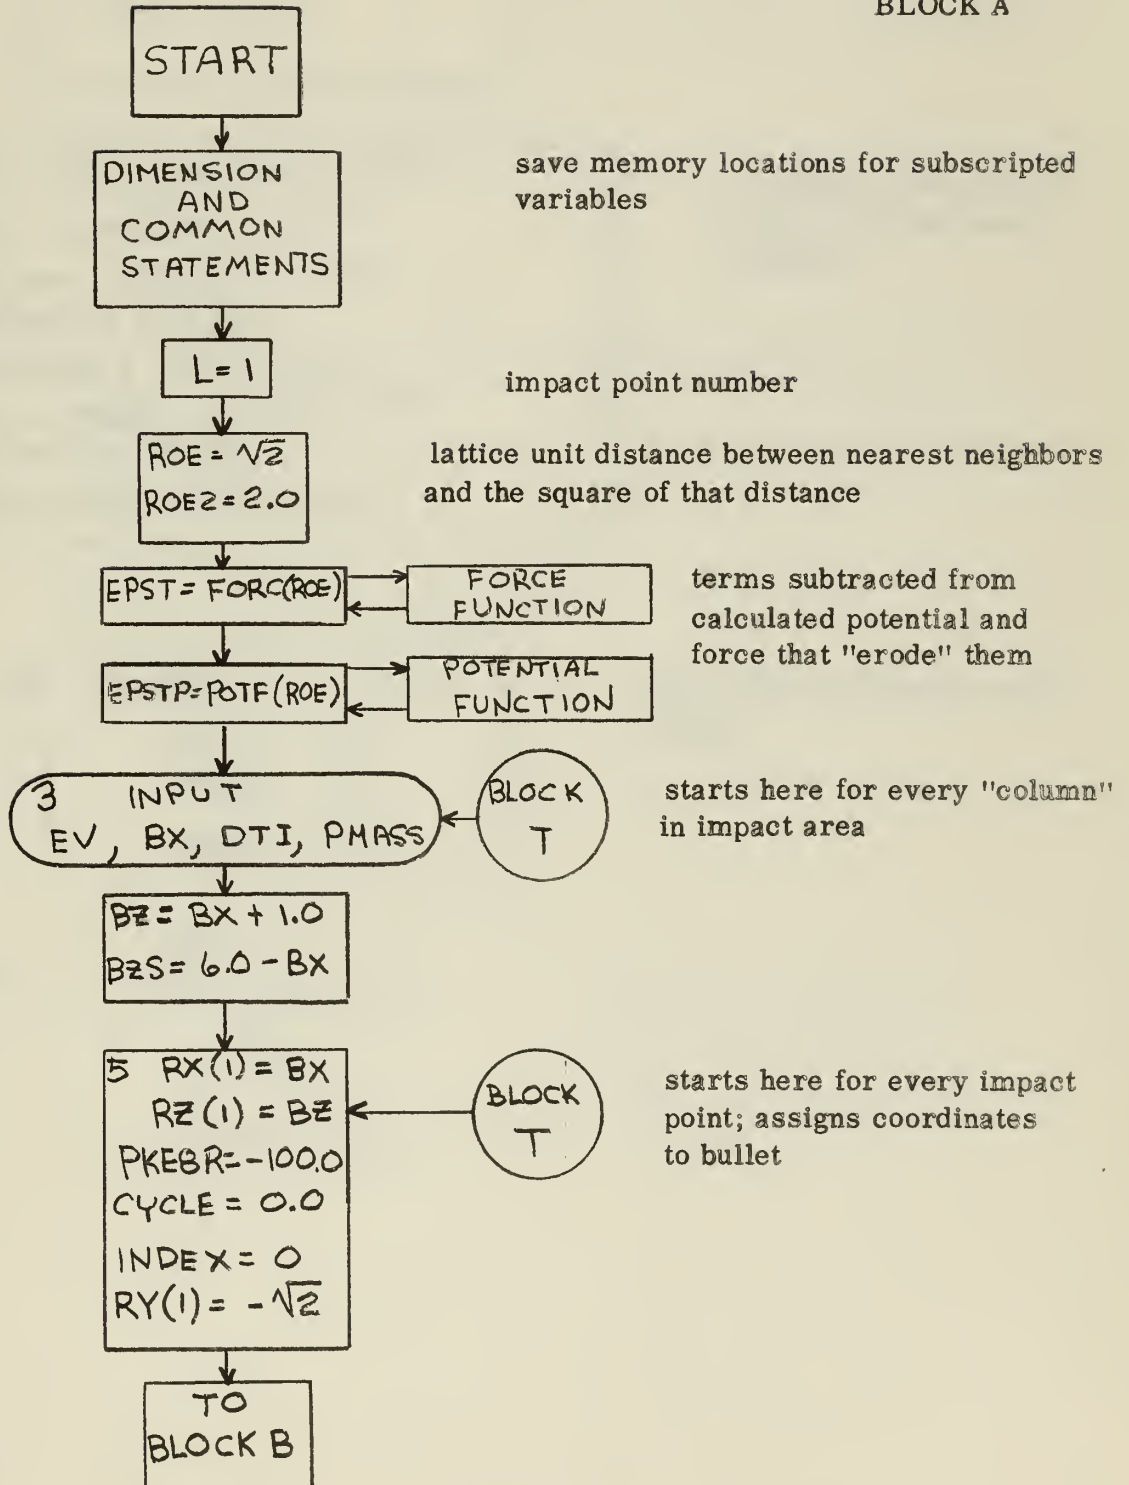 BLOCK A
START
DIMENSION
AND
COMMON
STATEMENTS
save memory locations for subscripted
variables
L= 1
impact point number
ROE = √2
ROE2 = 2.0
lattice unit distance between nearest neighbors
and the square of that distance
EPST = FORC(ROE)
FORCE
FUNCTION
terms subtracted from
calculated potential and
force that "erode" them
EPSTP=POTF(ROE)
POTENTIAL
FUNCTION
3 INPUT
EV, BX, DTI, PMASS
BLOCK
T
starts here for every "column"
in impact area
BZ = BX + 1.0
BZS = 6.0 - BX
5 RX(1) = BX
RZ(1) = BZ
PKEBR=-100.0
CYCLE = 0.0
INDEX = 0
RY(1) = -√2
BLOCK
T
starts here for every impact
point; assigns coordinates
to bullet
TO
BLOCK B